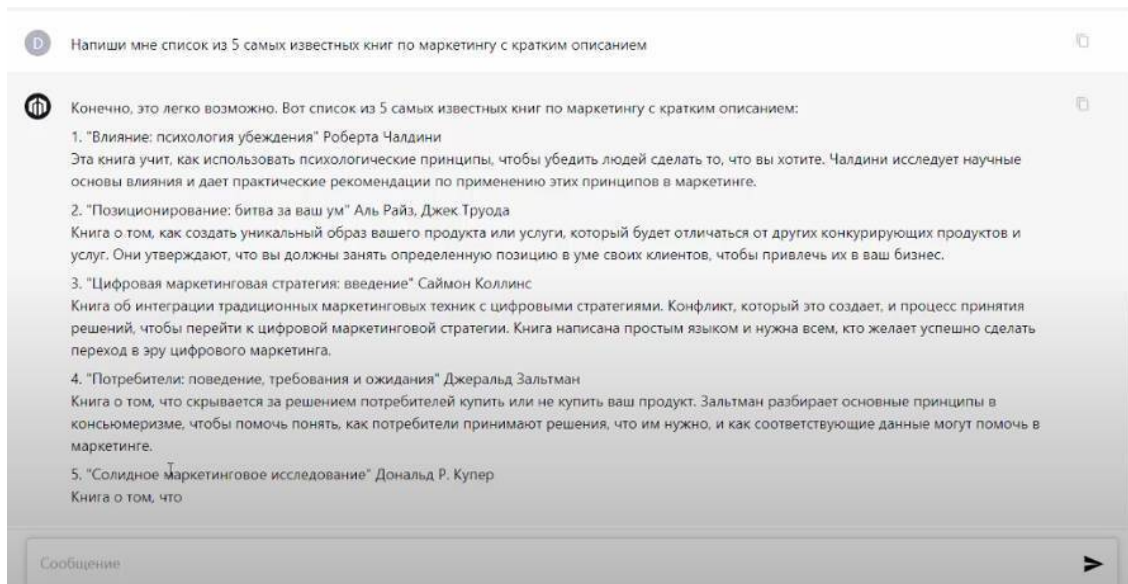 D
Напиши мне список из 5 самых известных книг по маркетингу с кратким описанием
Конечно, это легко возможно. Вот список из 5 самых известных книг по маркетингу с кратким описанием:
1. "Влияние: психология убеждения" Роберта Чалдини
Эта книга учит, как использовать психологические принципы, чтобы убедить людей сделать то, что вы хотите. Чалдини исследует научные
основы влияния и дает практические рекомендации по применению этих принципов в маркетинге.
2. "Позиционирование: битва за ваш ум" Аль Райз, Джек Труода
Книга о том, как создать уникальный образ вашего продукта или услуги, который будет отличаться от других конкурирующих продуктов и
услуг. Они утверждают, что вы должны занять определенную позицию в уме своих клиентов, чтобы привлечь их в ваш бизнес.
3. "Цифровая маркетинговая стратегия: введение" Саймон Коллинс
Книга об интеграции традиционных маркетинговых техник с цифровыми стратегиями. Конфликт, который это создает, и процесс принятия
решений, чтобы перейти к цифровой маркетинговой стратегии. Книга написана простым языком и нужна всем, кто желает успешно сделать
переход в эру цифрового маркетинга.
4. "Потребители: поведение, требования и ожидания" Джеральд Зальтман
Книга о том, что скрывается за решением потребителей купить или не купить ваш продукт. Зальтман разбирает основные принципы в
консьюмеризме, чтобы помочь понять, как потребители принимают решения, что им нужно, и как соответствующие данные могут помочь в
маркетинге.
5. "Солидное маркетинговое исследование" Дональд Р. Купер
Книга о том, что
Сообщение